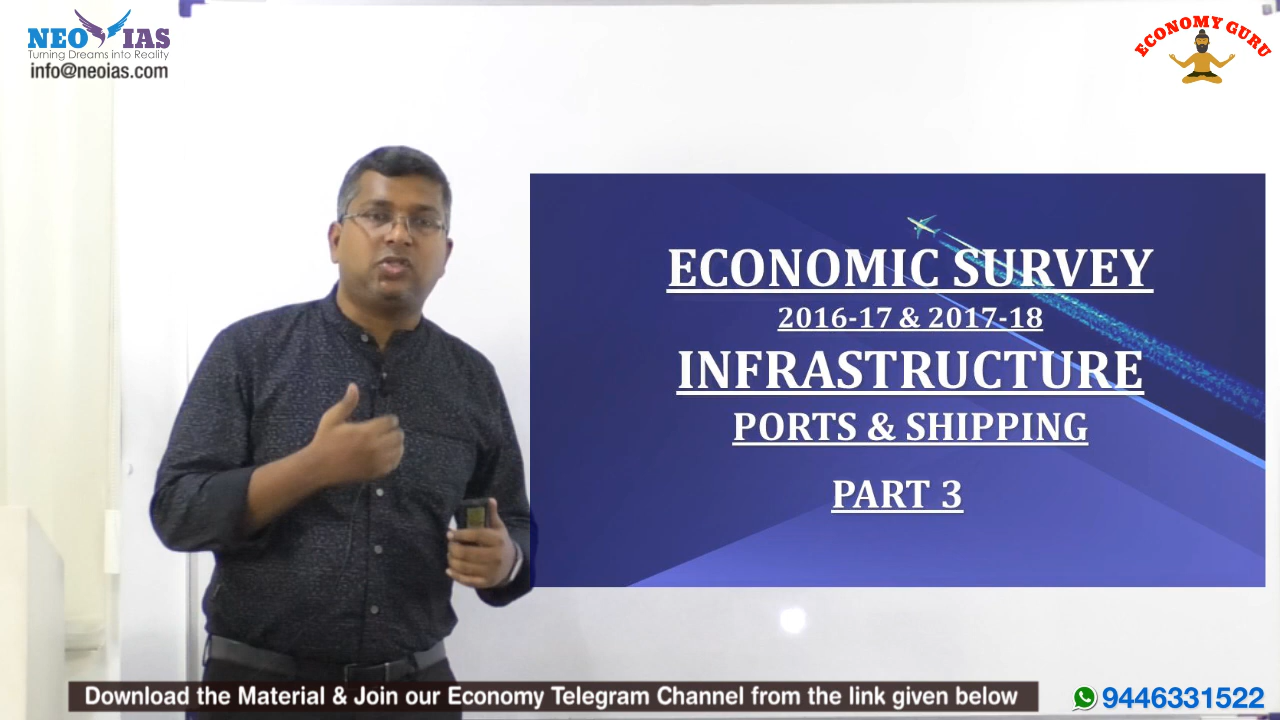 NEO IAS
Turning Dreams into Reality
info@neoias.com
ECONOMY GURU
ECONOMIC SURVEY
2016-17 & 2017-18
INFRASTRUCTURE
PORTS & SHIPPING
PART 3
Download the Material & Join our Economy Telegram Channel from the link given below
9446331522